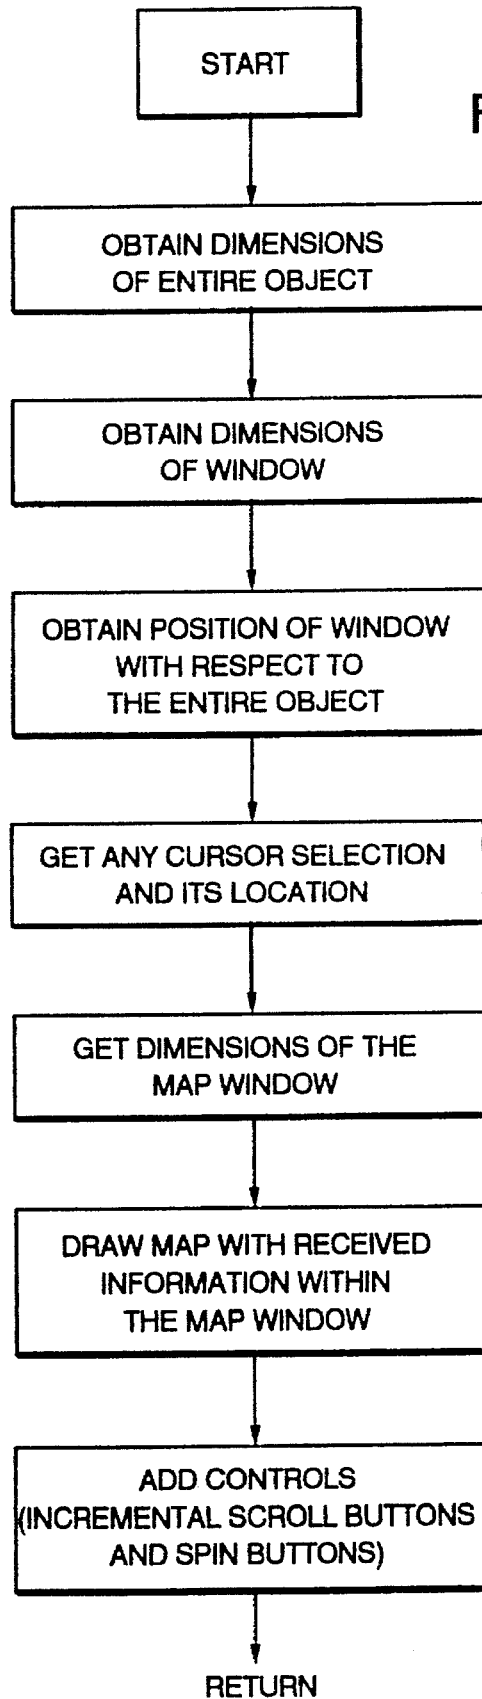 START
OBTAIN DIMENSIONS
OF ENTIRE OBJECT
OBTAIN DIMENSIONS
OF WINDOW
OBTAIN POSITION OF WINDOW
WITH RESPECT TO
THE ENTIRE OBJECT
GET ANY CURSOR SELECTION
AND ITS LOCATION
GET DIMENSIONS OF THE
MAP WINDOW
DRAW MAP WITH RECEIVED
INFORMATION WITHIN
THE MAP WINDOW
ADD CONTROLS
(INCREMENTAL SCROLL BUTTONS
AND SPIN BUTTONS)
RETURN